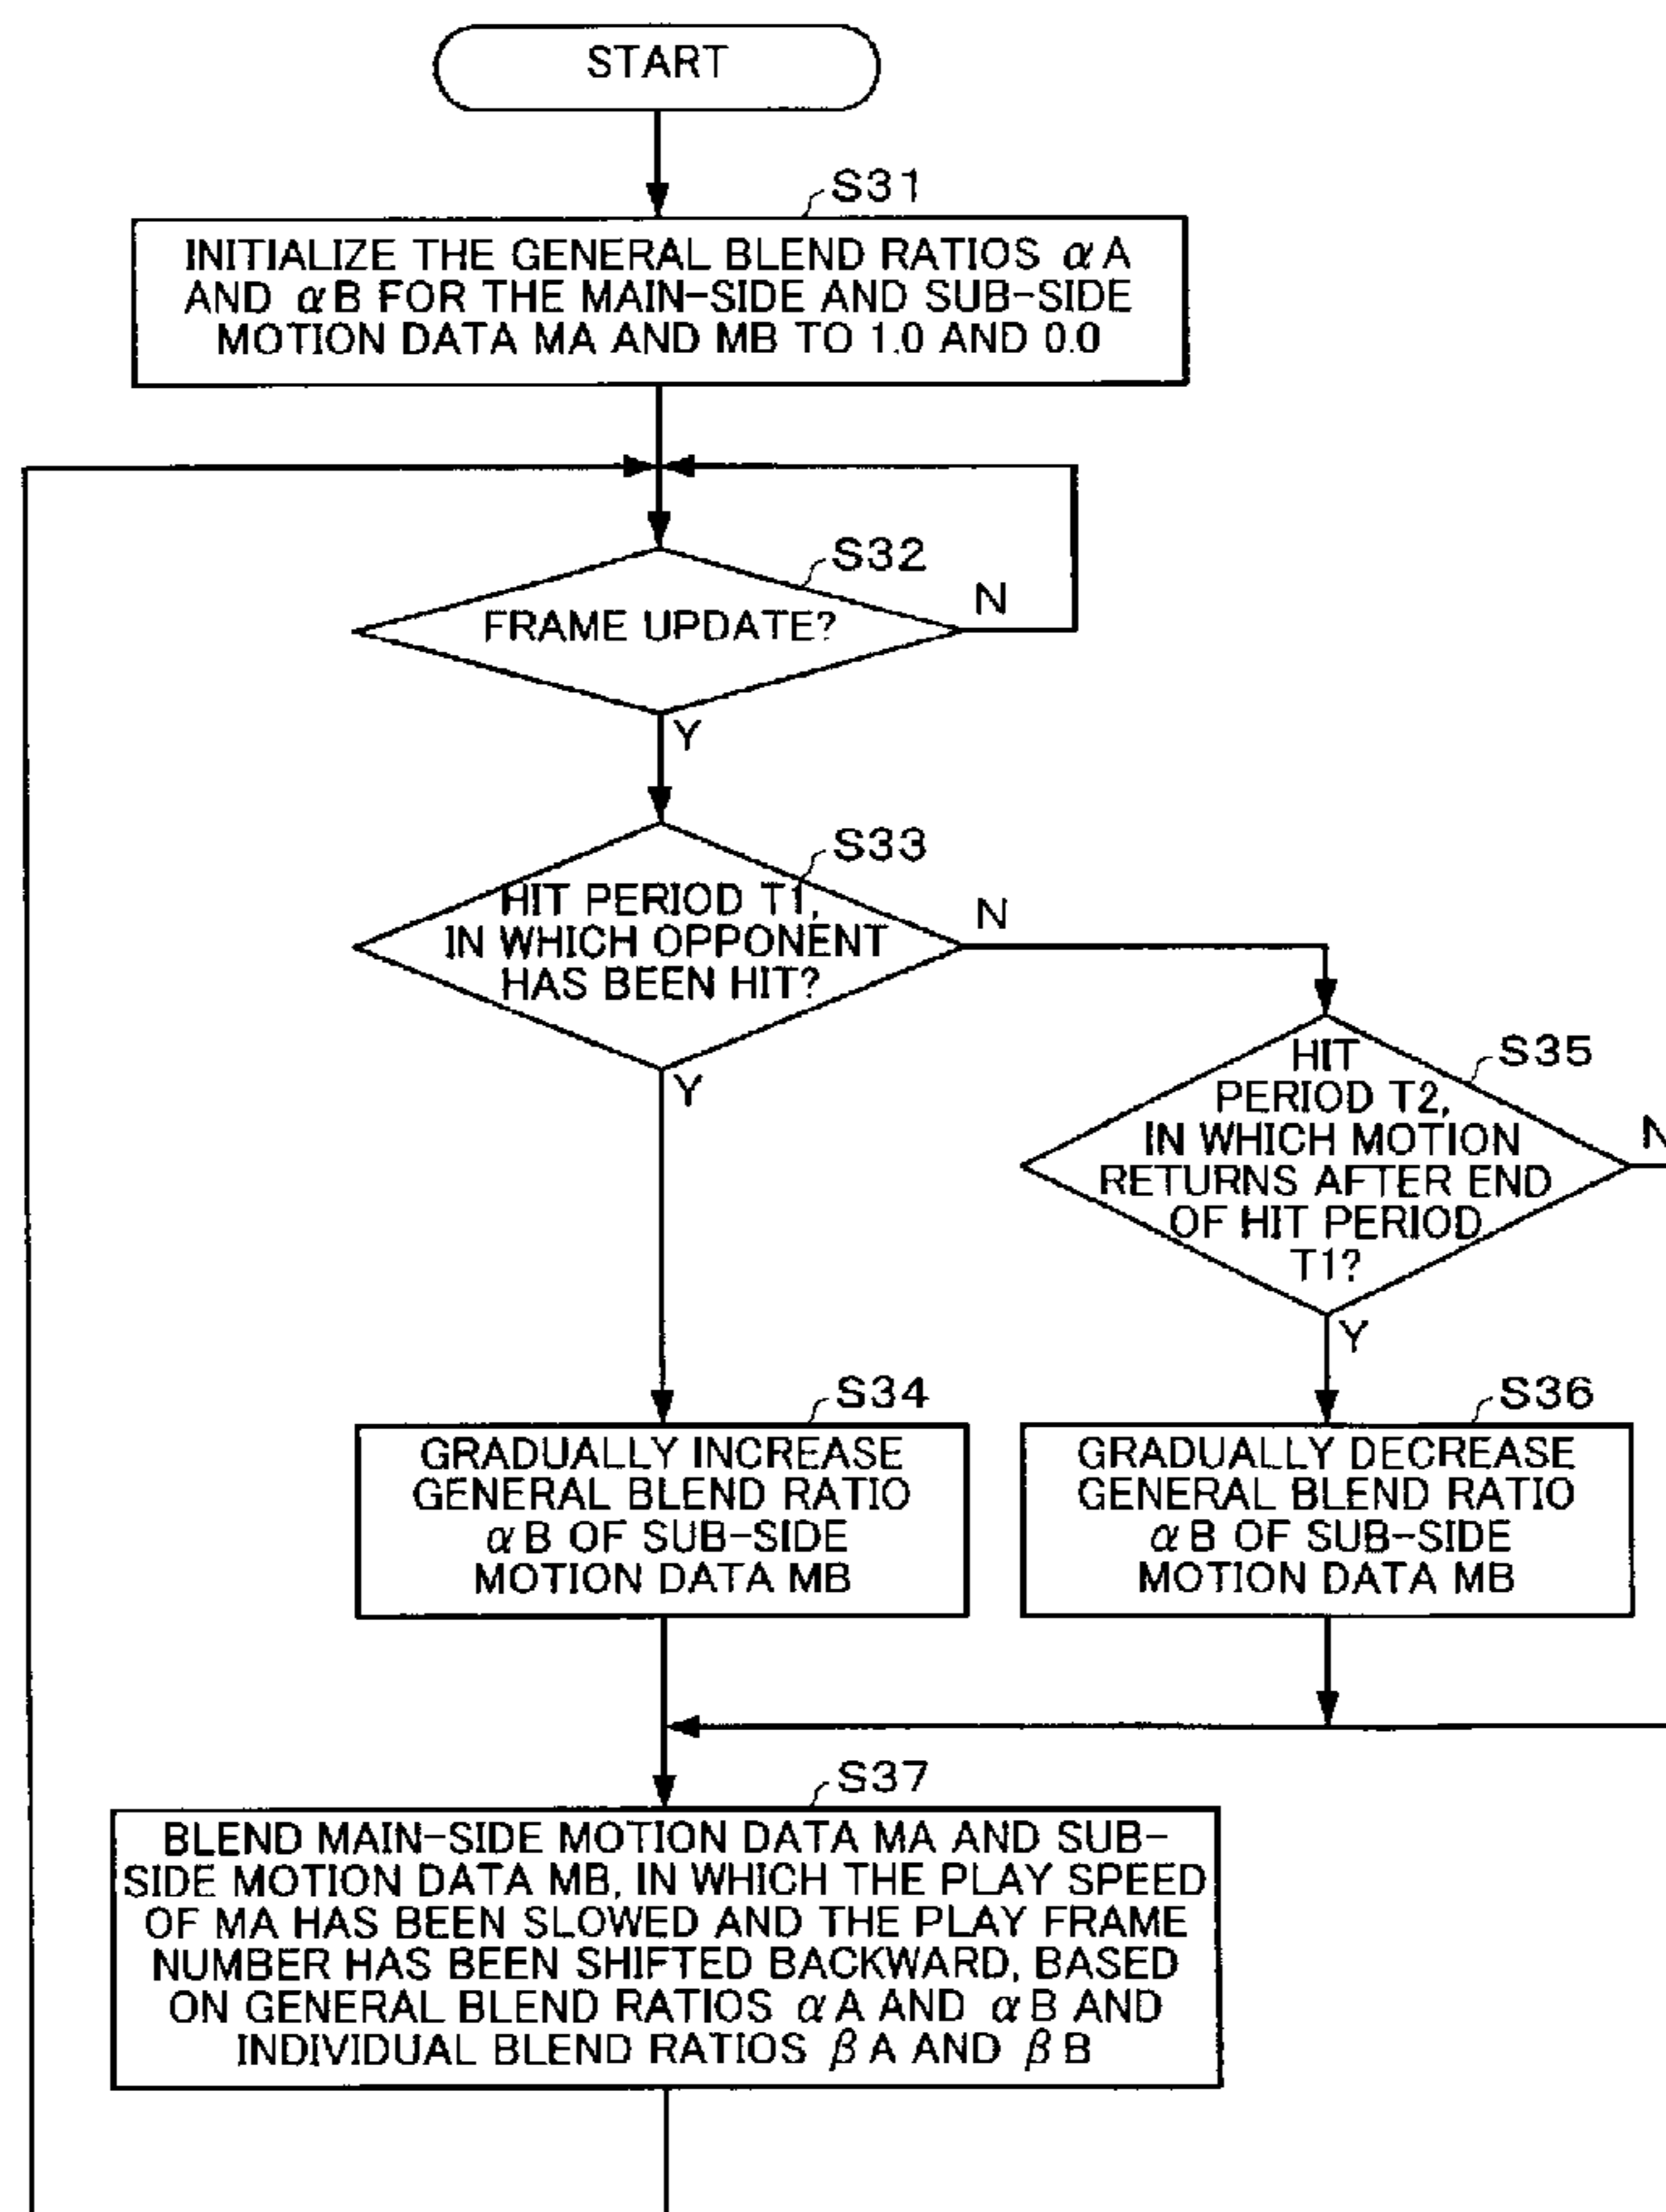 START
S31
INITIALIZE THE GENERAL BLEND RATIOS αA
AND αB FOR THE MAIN-SIDE AND SUB-SIDE
MOTION DATA MA AND MB TO 1.0 AND 0.0
S32
FRAME UPDATE?
N
Y
S33
HIT PERIOD T1,
IN WHICH OPPONENT
HAS BEEN HIT?
N
Y
S35
HIT
PERIOD T2,
IN WHICH MOTION
RETURNS AFTER END
OF HIT PERIOD
T1?
N
Y
S34
GRADUALLY INCREASE
GENERAL BLEND RATIO
αB OF SUB-SIDE
MOTION DATA MB
S36
GRADUALLY DECREASE
GENERAL BLEND RATIO
αB OF SUB-SIDE
MOTION DATA MB
S37
BLEND MAIN-SIDE MOTION DATA MA AND SUB-
SIDE MOTION DATA MB, IN WHICH THE PLAY SPEED
OF MA HAS BEEN SLOWED AND THE PLAY FRAME
NUMBER HAS BEEN SHIFTED BACKWARD, BASED
ON GENERAL BLEND RATIOS αA AND αB AND
INDIVIDUAL BLEND RATIOS βA AND βB